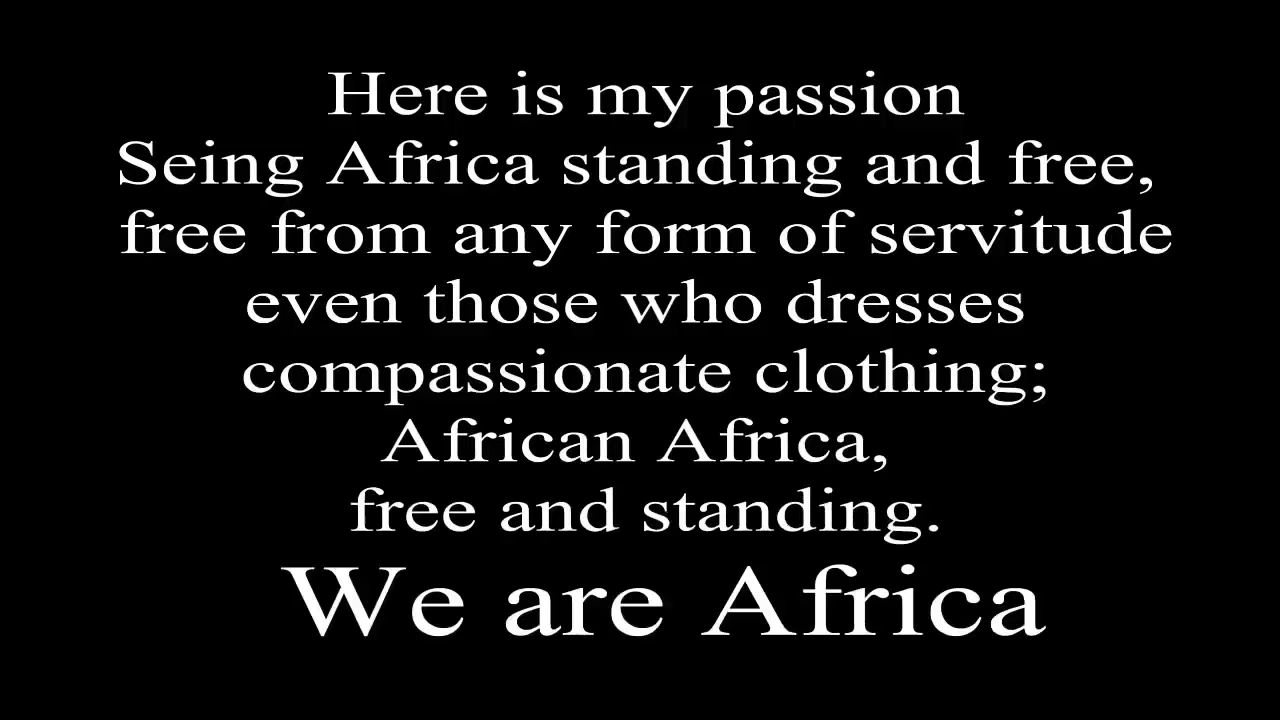 Here is my passion
Seing Africa standing and free,
free from any form of servitude
even those who dresses
compassionate clothing;
African Africa,
free and standing.
We are Africa